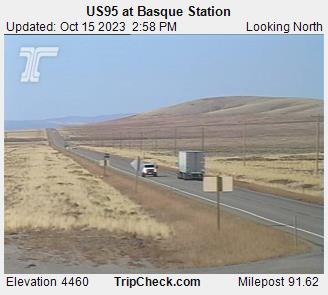 US95 at Basque Station
Updated: Oct 15 2023 2:58 PM Looking North
Elevation 4460 TripCheck.com Milepost 91.62